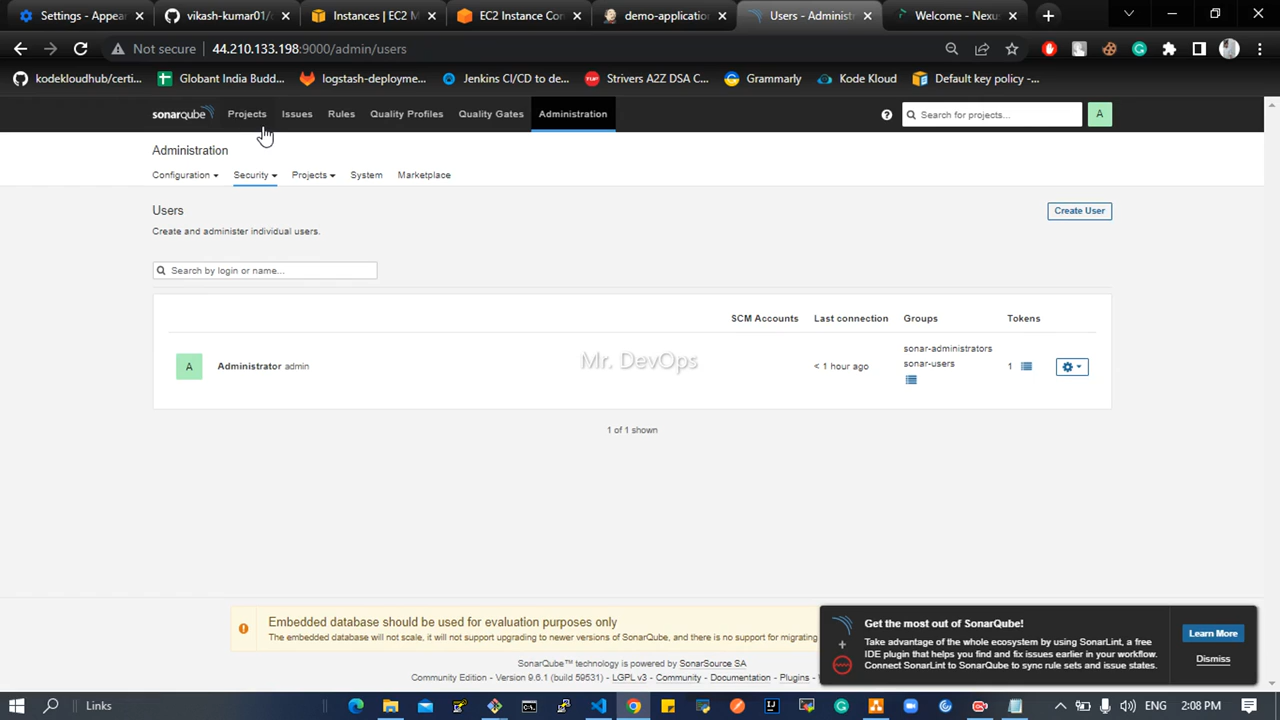 Settings - Appea
vikash-kumar01/
Instances | EC2 M
EC2 Instance Con
demo-application
Users - Administ
Welcome - Nexus
Not secure
44.210.133.198:9000/admin/users
kodekloudhub/certi...
Globant India Budd...
logstash-deployme...
Jenkins CI/CD to de...
Strivers A2Z DSA C...
Grammarly
Kode Kloud
Default key policy -...
sonarqube
Projects
Issues
Rules
Quality Profiles
Quality Gates
Administration
Search for projects...
A
Administration
Configuration
Security
Projects
System
Marketplace
Users
Create User
Create and administer individual users.
Search by login or name...
SCM Accounts
Last connection
Groups
Tokens
A
Administrator admin
< 1 hour ago
sonar-administrators
sonar-users
1
Mr. DevOps
1 of 1 shown
Embedded database should be used for evaluation purposes only
The embedded database will not scale, it will not support upgrading to newer versions of SonarQube, and there is no support for migrating
Get the most out of SonarQube!
Take advantage of the whole ecosystem by using SonarLint, a free
IDE plugin that helps you find and fix issues earlier in your workflow.
Connect SonarLint to SonarQube to sync rule sets and issue states.
Learn More
Dismiss
SonarQube™ technology is powered by SonarSource SA
Community Edition - Version 9.6.1 (build 59531) - LGPL v3 - Community - Documentation - Plugins -
Links
ENG
2:08 PM